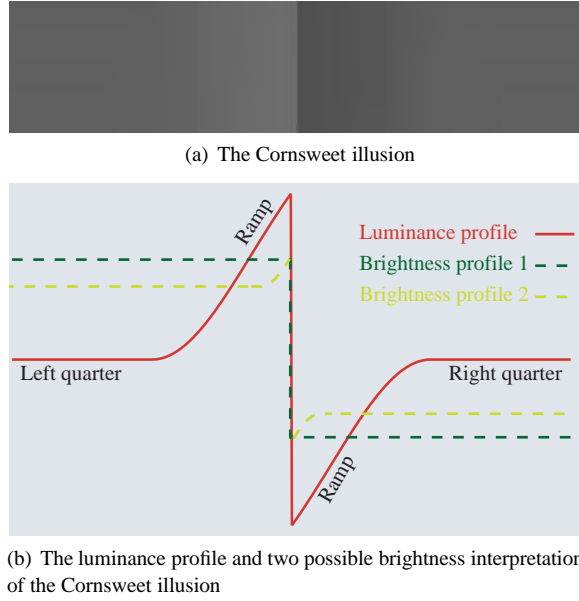 (a) The Cornsweet illusion
Ramp
Luminance profile
Brightness profile 1
Brightness profile 2
Left quarter
Right quarter
Ramp
(b) The luminance profile and two possible brightness interpretation
of the Cornsweet illusion